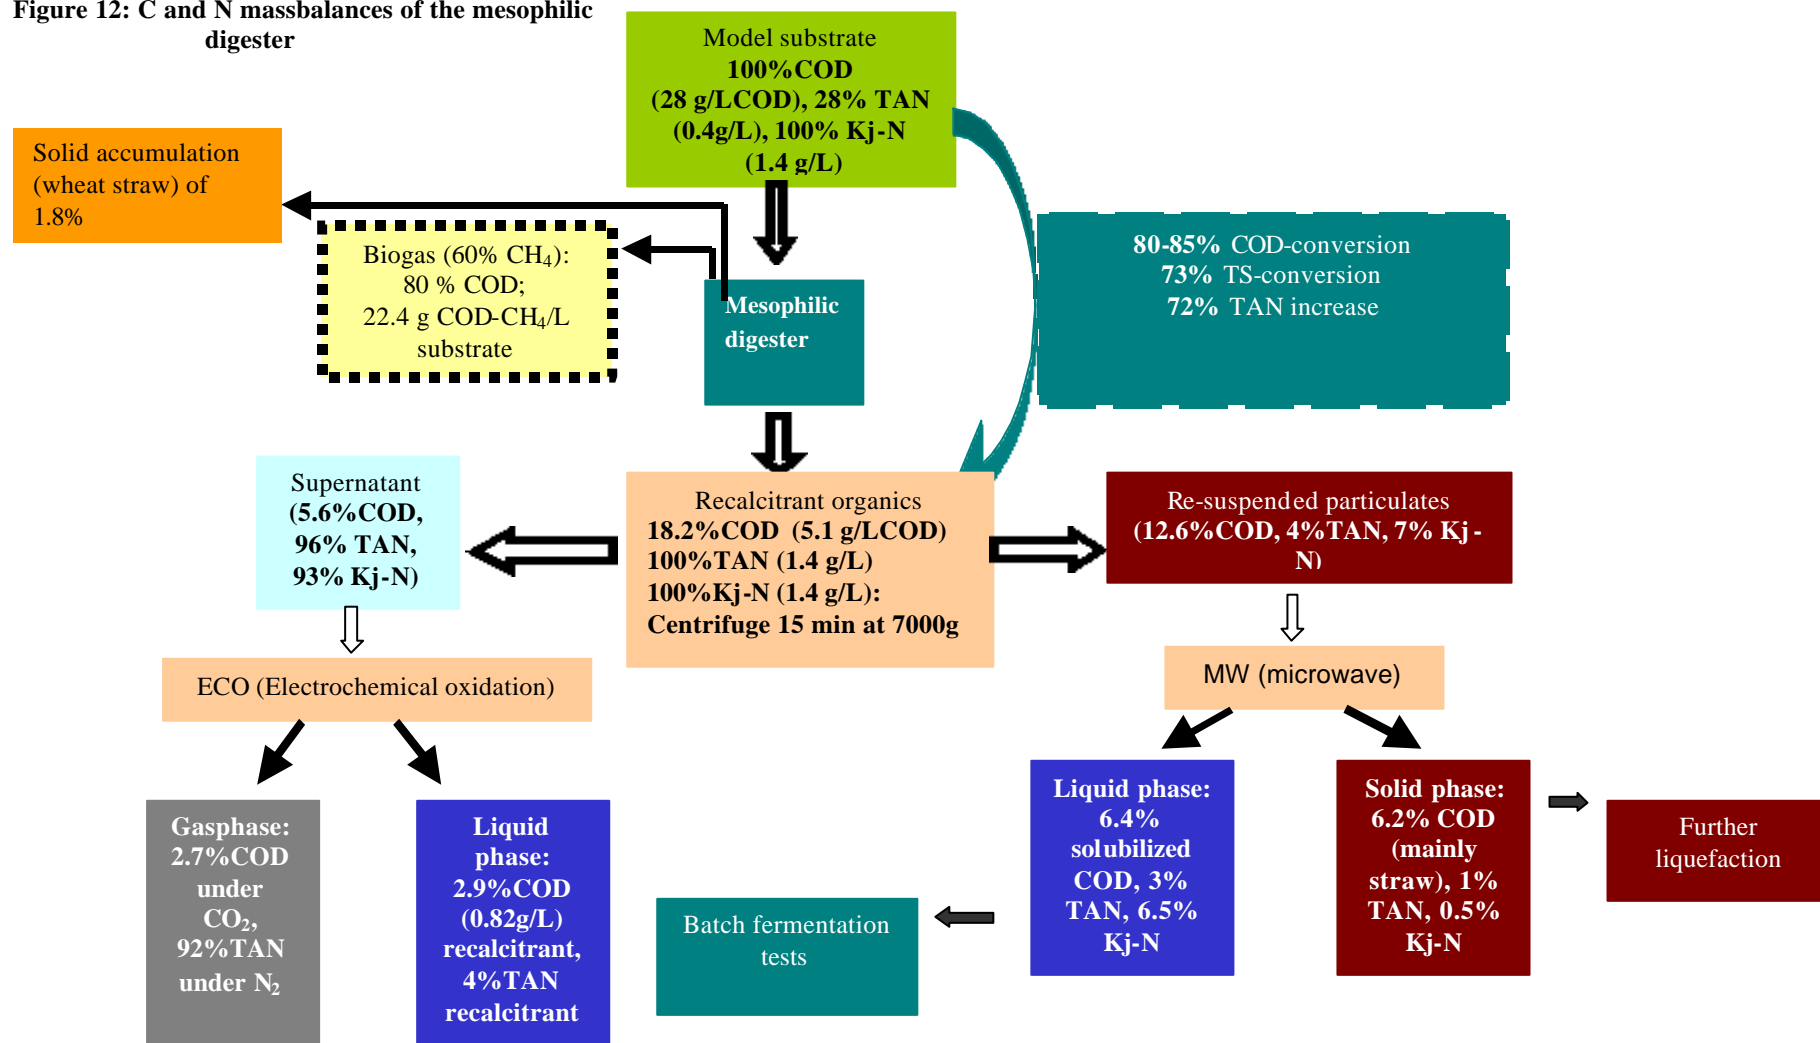 Figure 12: C and N massbalances of the mesophilic
digester
Model substrate
100%COD
(28 g/LCOD), 28% TAN
(0.4g/L), 100% Kj-N
(1.4 g/L)
Solid accumulation
(wheat straw) of
1.8%
Biogas (60% CH₄):
80 % COD;
22.4 g COD-CH₄/L
substrate
Mesophilic
digester
80-85% COD-conversion
73% TS-conversion
72% TAN increase
Supernatant
(5.6%COD,
96% TAN,
93% Kj-N)
Recalcitrant organics
18.2%COD (5.1 g/LCOD)
100%TAN (1.4 g/L)
100%Kj-N (1.4 g/L):
Centrifuge 15 min at 7000g
Re-suspended particulates
(12.6%COD, 4%TAN, 7% Kj-
N)
ECO (Electrochemical oxidation)
MW (microwave)
Gasphase:
2.7%COD
under
CO₂,
92%TAN
under N₂
Liquid
phase:
2.9%COD
(0.82g/L)
recalcitrant,
4%TAN
recalcitrant
Batch fermentation
tests
Liquid phase:
6.4%
solubilized
COD, 3%
TAN, 6.5%
Kj-N
Solid phase:
6.2% COD
(mainly
straw), 1%
TAN, 0.5%
Kj-N
Further
liquefaction